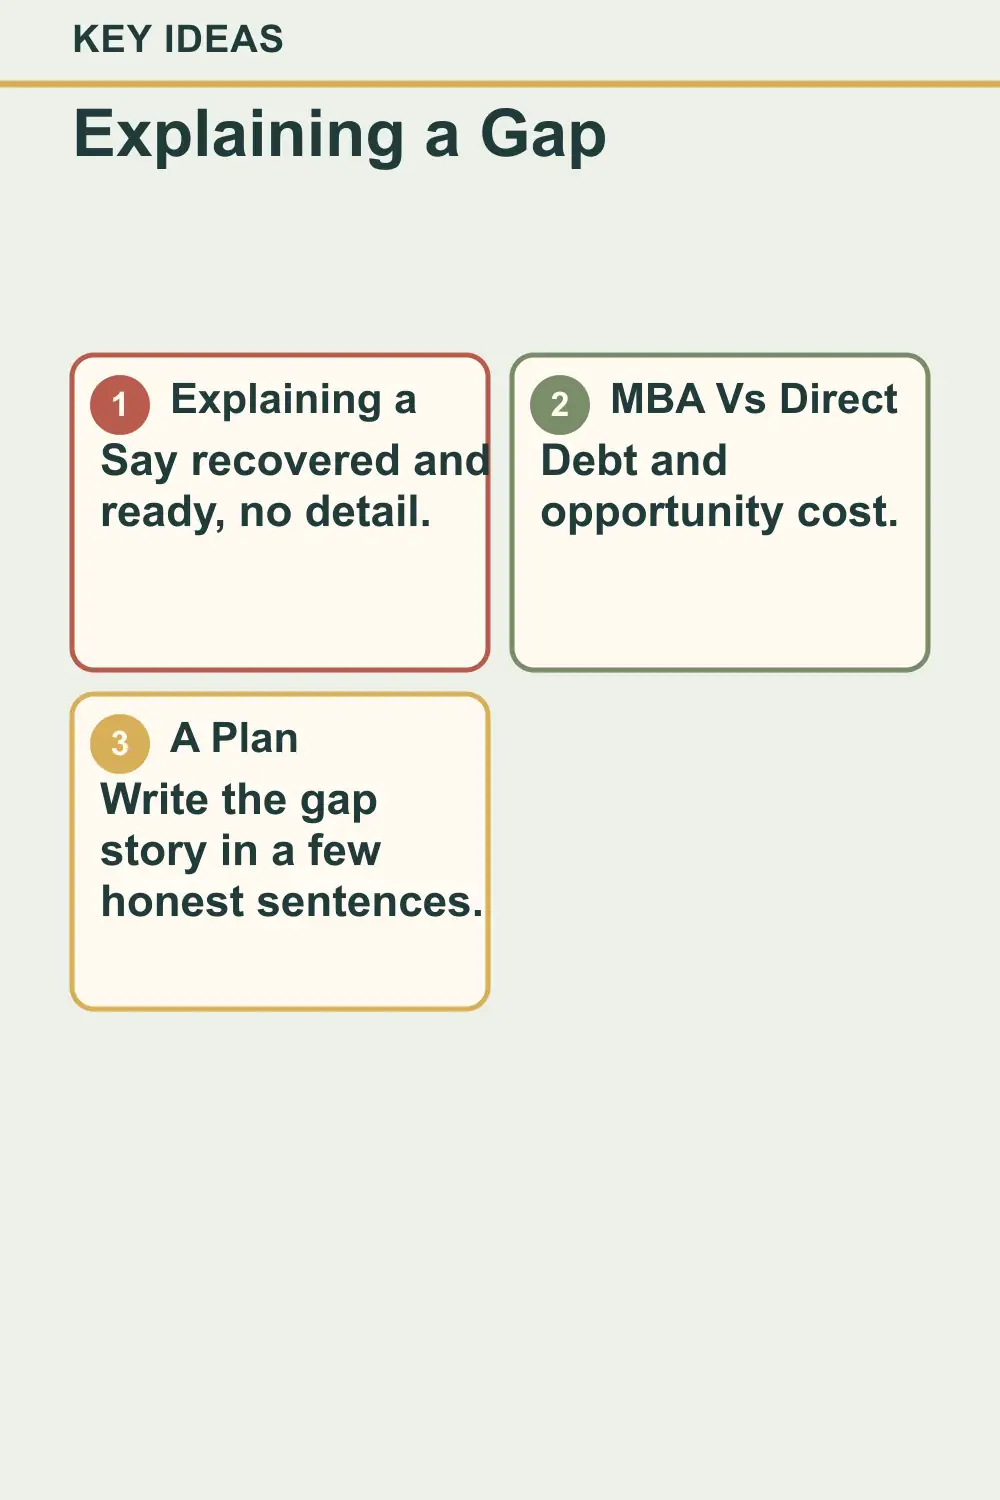 KEY IDEAS
Explaining a Gap
1 Explaining a
Say recovered and
ready, no detail.
2 MBA Vs Direct
Debt and
opportunity cost.
3 A Plan
Write the gap
story in a few
honest sentences.